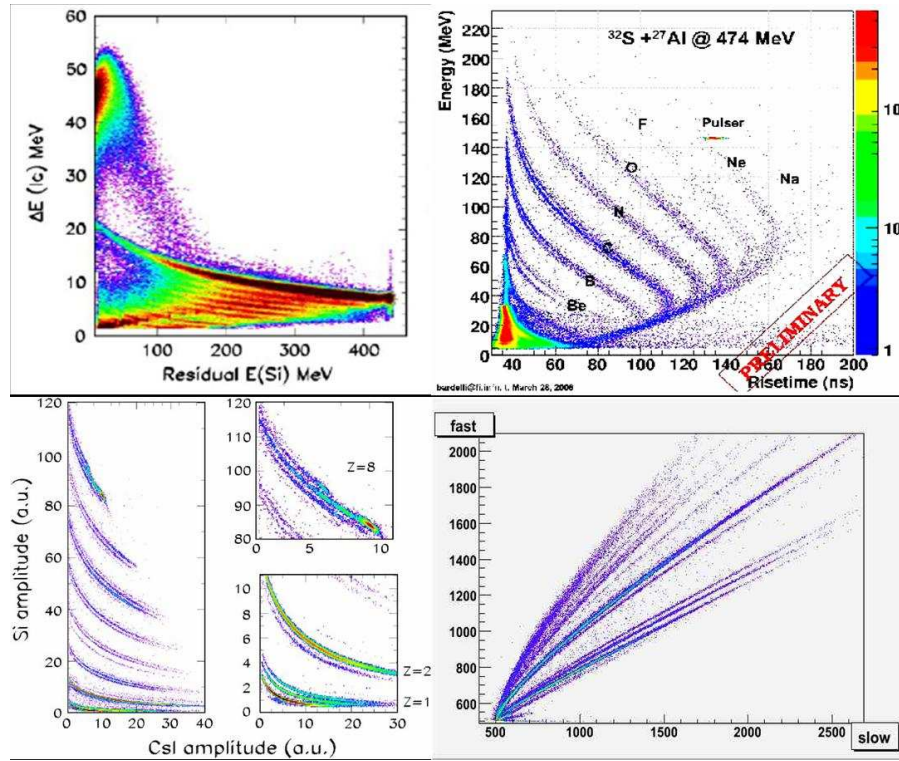 60
50
40
30
20
10
0
ΔE (Ic) MeV
100 200 300 400
Residual E(Si) MeV
³²S +²⁷Al @ 474 MeV
Energy (MeV)
220
200
180
160
140
120
100
80
60
40
20
0
F
Pulser
O
Ne
Na
N
C
B
Be
PRELIMINARY
40 60 80 100 120 140 160 180 200
Risetime (ns)
March 28, 2006
10
10
1
120
100
80
60
40
20
0
Si amplitude (a.u.)
0 10 20 30 40
120
110
100
90
80
Z=8
0 5 10
10
8
6
4
2
0
Z=2
Z=1
0 10 20 30
CsI amplitude (a.u.)
fast
2000
1800
1600
1400
1200
1000
800
600
500 1000 1500 2000 2500
slow